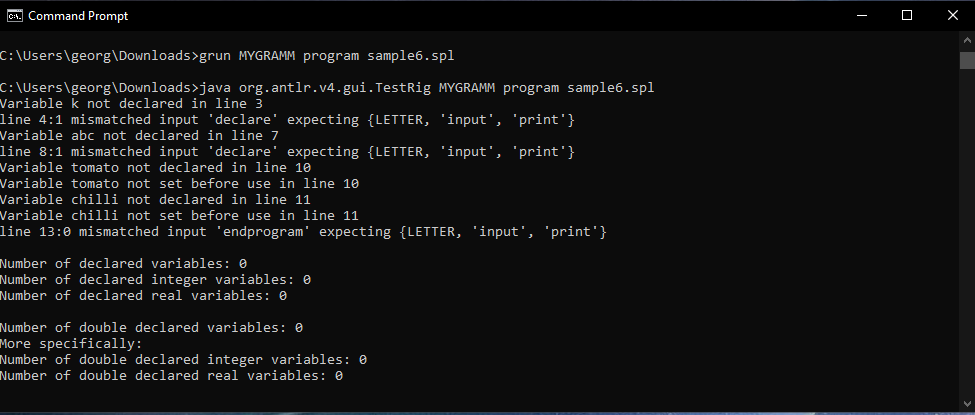 Command Prompt
C:\Users\georg\Downloads>grun MYGRAMM program sample6.spl
C:\Users\georg\Downloads>java org.antlr.v4.gui.TestRig MYGRAMM program sample6.spl
Variable k not declared in line 3
line 4:1 mismatched input 'declare' expecting {LETTER, 'input', 'print'}
Variable abc not declared in line 7
line 8:1 mismatched input 'declare' expecting {LETTER, 'input', 'print'}
Variable tomato not declared in line 10
Variable tomato not set before use in line 10
Variable chilli not declared in line 11
Variable chilli not set before use in line 11
line 13:0 mismatched input 'endprogram' expecting {LETTER, 'input', 'print'}
Number of declared variables: 0
Number of declared integer variables: 0
Number of declared real variables: 0
Number of double declared variables: 0
More specifically:
Number of double declared integer variables: 0
Number of double declared real variables: 0